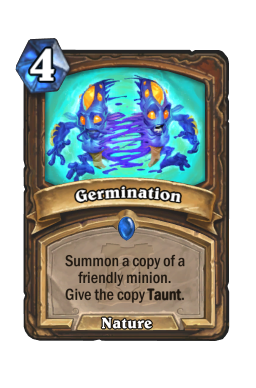 4
Germination
Summon a copy of a
friendly minion.
Give the copy Taunt.
Nature